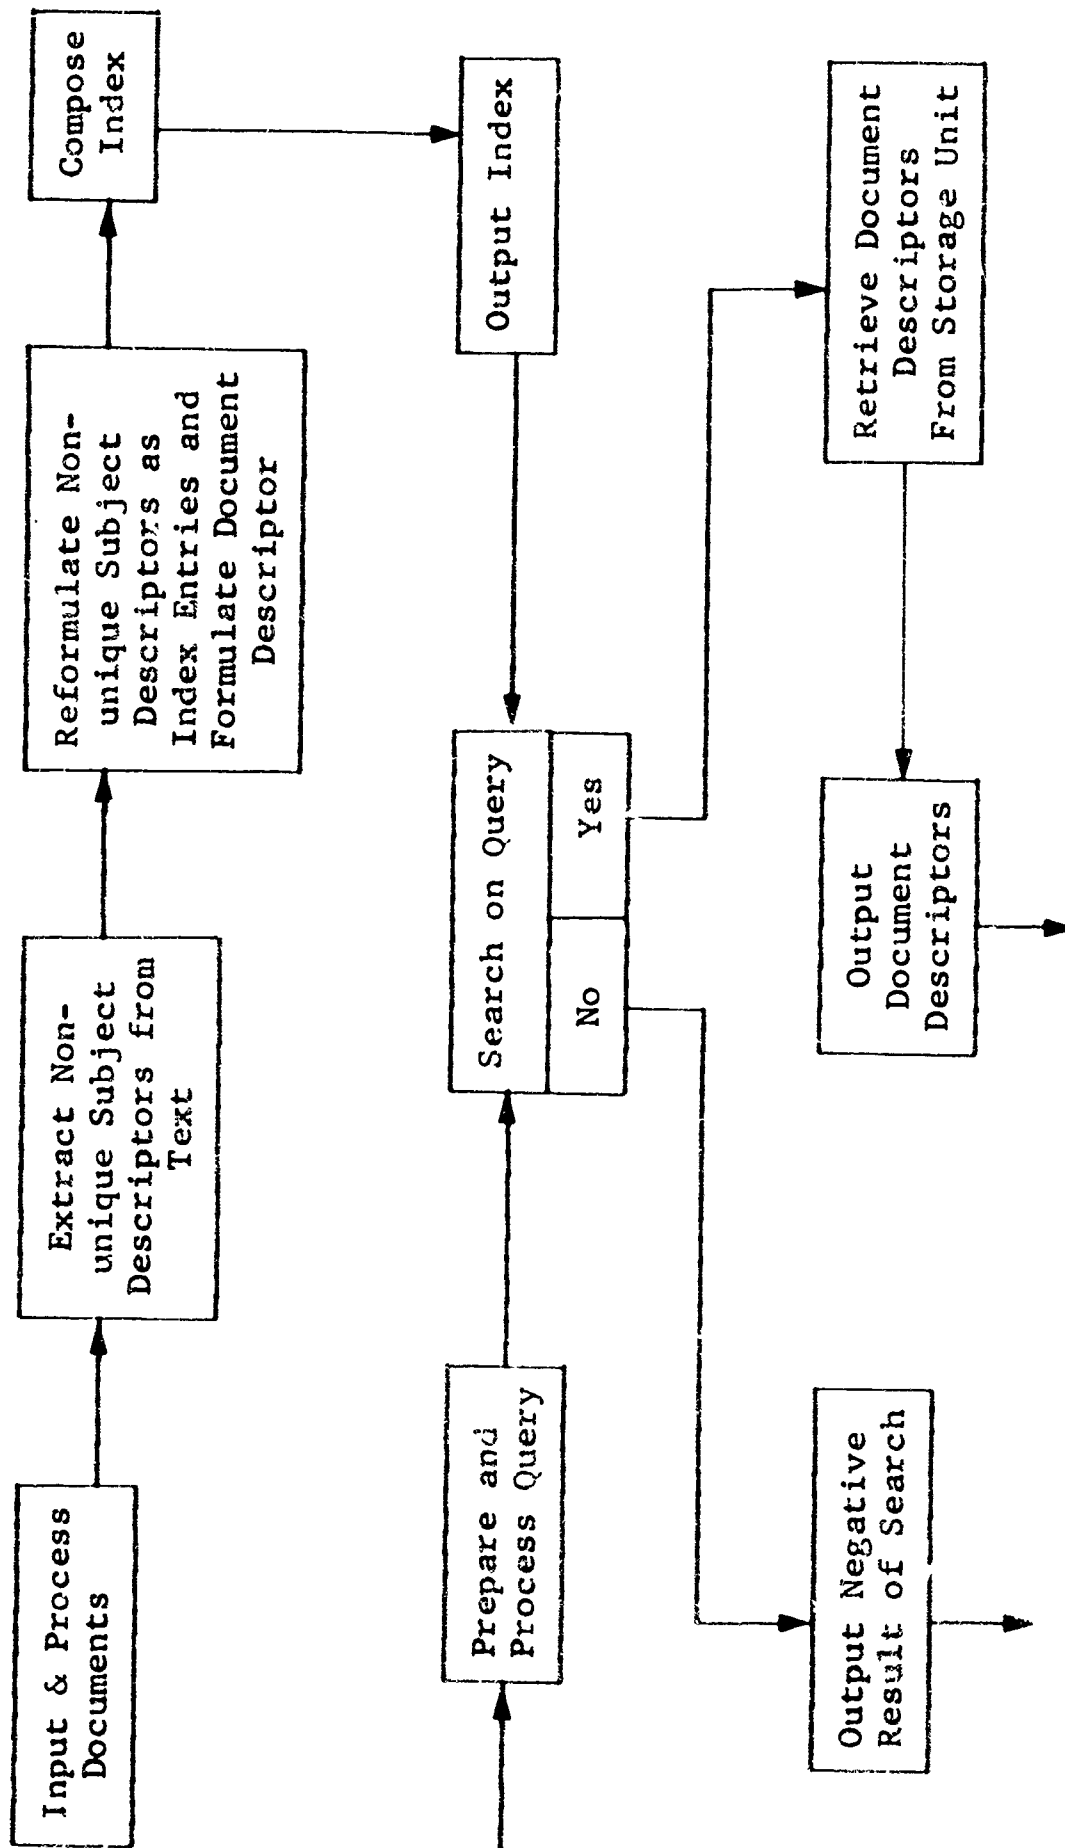 Input & Process
Documents
Extract Non-
unique Subject
Descriptors from
Text
Reformulate Non-
unique Subject
Descriptors as
Index Entries and
Formulate Document
Descriptor
Compose
Index
Output Index
Prepare and
Process Query
Search on Query
No
Yes
Output Negative
Result of Search
Output
Document
Descriptors
Retrieve Document
Descriptors
From Storage Unit